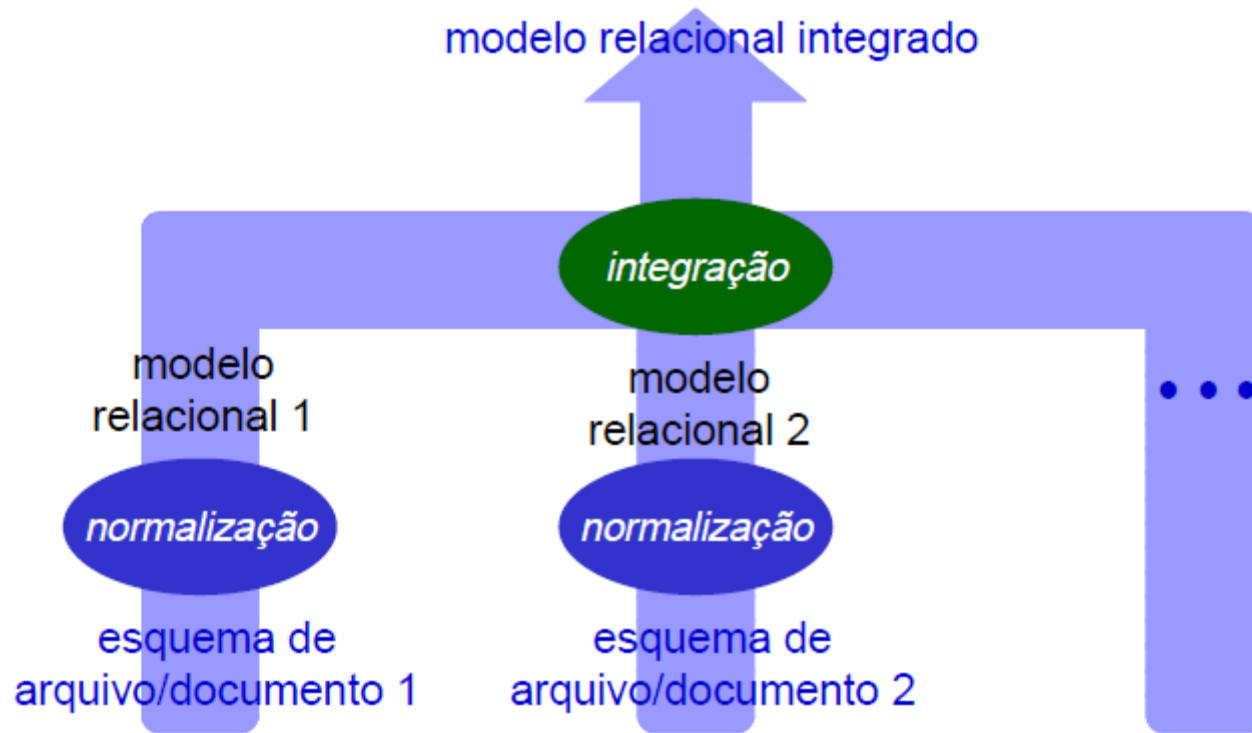 modelo relacional integrado
integração
modelo
relacional 1
modelo
relacional 2
• • •
normalização
normalização
esquema de
arquivo/documento 1
esquema de
arquivo/documento 2